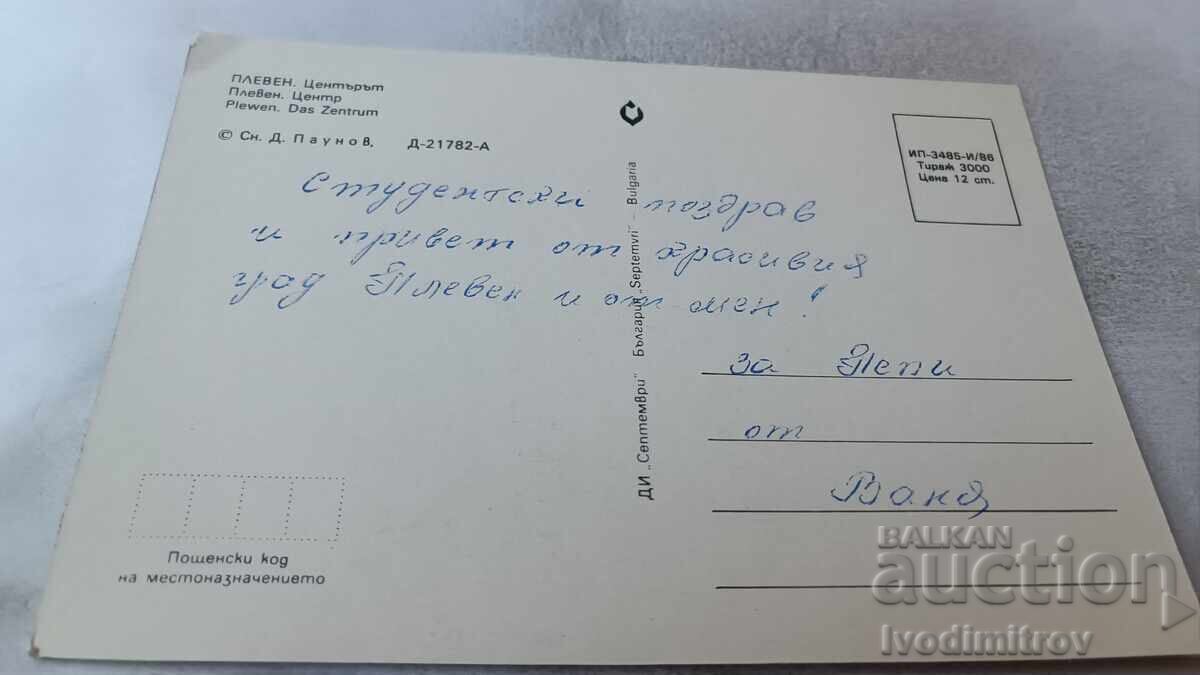 ПЛЕВЕН. Центърът
Плевен. Центр
Plewen. Das Zentrum
© Сн. Д. Паунов, Д-21782-А
ИП-3485-И/86
Тираж 3000
Цена 12 ст.
Студентски поздрав
и привет от красивия
град Плевен и от мен!
ДИ „Септември" България „Septemvri" Bulgaria
за Пепи
от
Ваня
Пощенски код
на местоназначението
BALKAN
auction
Ivodimitrov